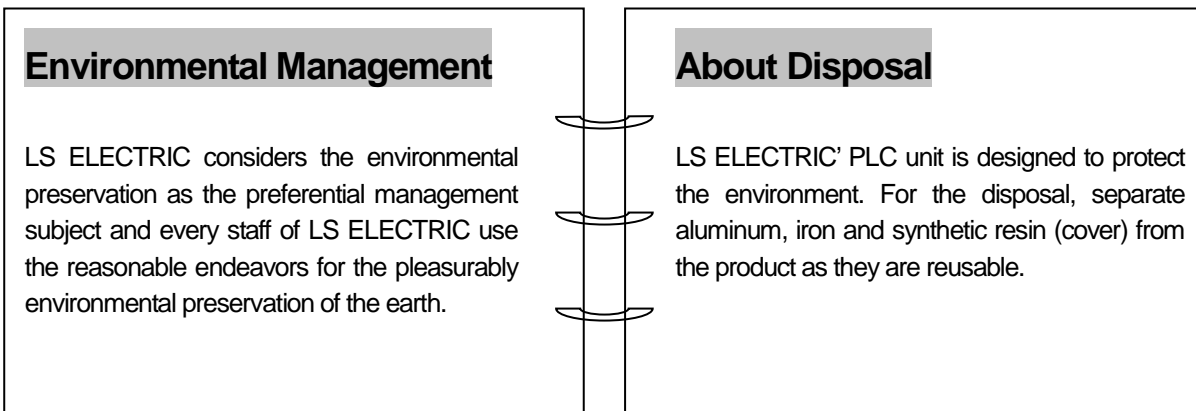 Environmental Management
LS ELECTRIC considers the environmental
preservation as the preferential management
subject and every staff of LS ELECTRIC use
the reasonable endeavors for the pleasurably
environmental preservation of the earth.
About Disposal
LS ELECTRIC’ PLC unit is designed to protect
the environment. For the disposal, separate
aluminum, iron and synthetic resin (cover) from
the product as they are reusable.